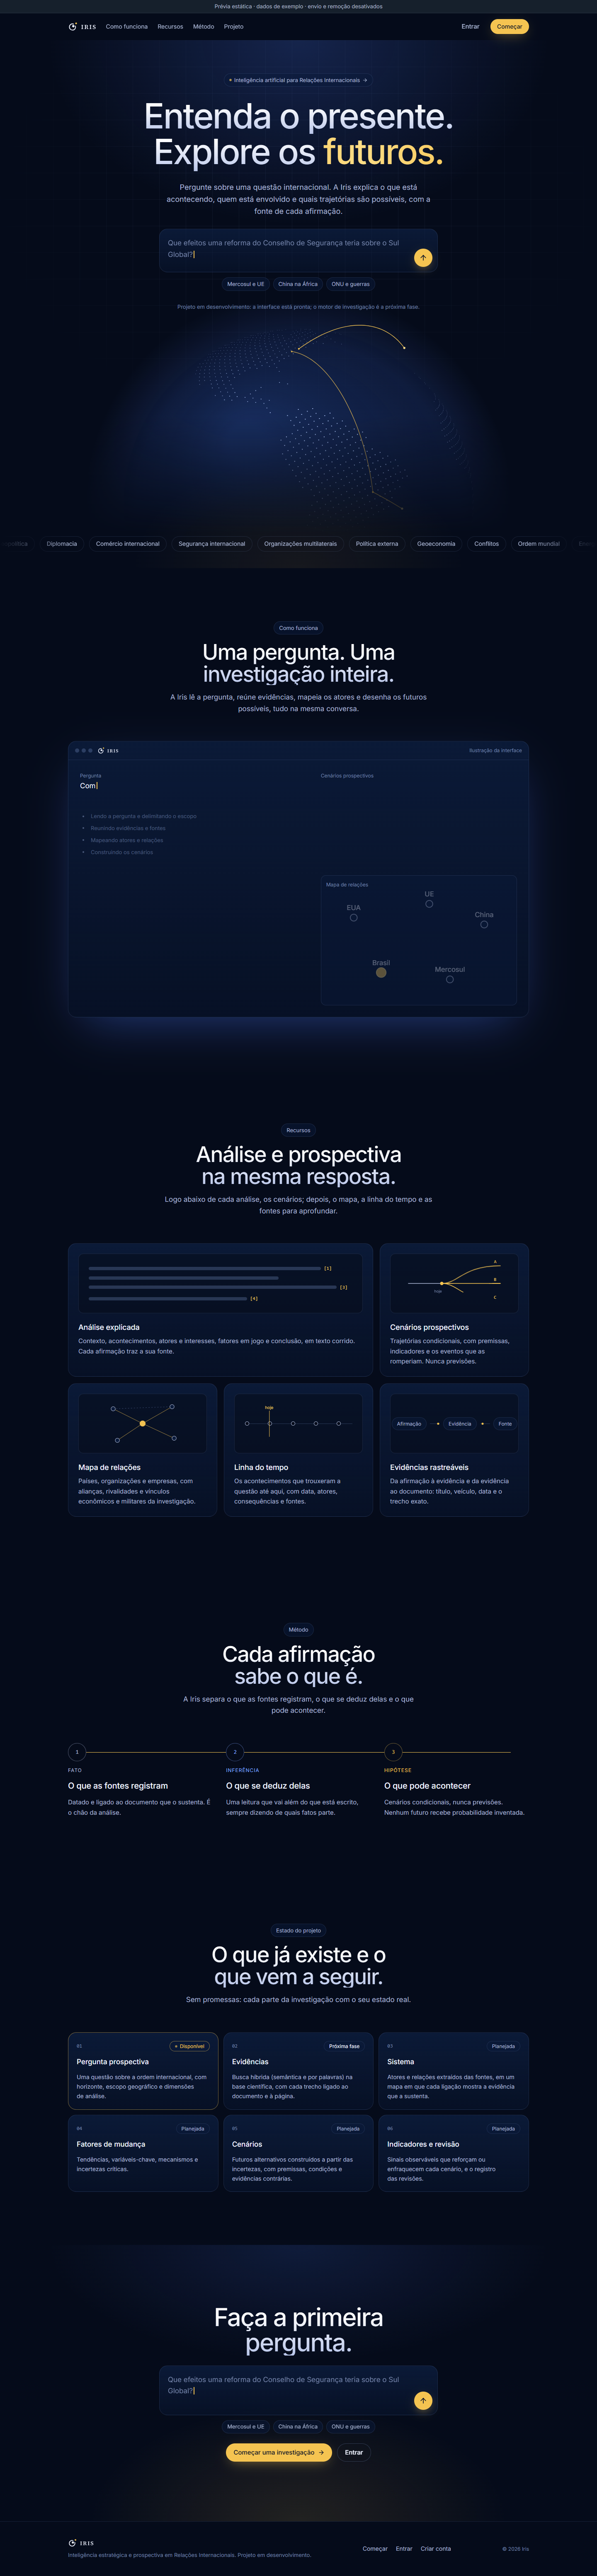 Prévia estática · dados de exemplo · envio e remoção desativados
IRIS
Como funciona
Recursos
Método
Projeto
Entrar
Começar
Inteligência artificial para Relações Internacionais →
Entenda o presente.
Explore os futuros.
Pergunte sobre uma questão internacional. A Iris explica o que está
acontecendo, quem está envolvido e quais trajetórias são possíveis, com a
fonte de cada afirmação.
Que efeitos uma reforma do Conselho de Segurança teria sobre o Sul
Global?
Mercosul e UE
China na África
ONU e guerras
Projeto em desenvolvimento: a interface está pronta; o motor de investigação é a próxima fase.
Diplomacia
Comércio internacional
Segurança internacional
Organizações multilaterais
Política externa
Geoeconomia
Conflitos
Ordem mundial
Como funciona
Uma pergunta. Uma
investigação inteira.
A Iris lê a pergunta, reúne evidências, mapeia os atores e desenha os futuros
possíveis, tudo na mesma conversa.
IRIS
Ilustração da interface
Pergunta
Com
Cenários prospectivos
Lendo a pergunta e delimitando o escopo
Reunindo evidências e fontes
Mapeando atores e relações
Construindo os cenários
Mapa de relações
UE
EUA
China
Brasil
Mercosul
Recursos
Análise e prospectiva
na mesma resposta.
Logo abaixo de cada análise, os cenários; depois, o mapa, a linha do tempo e as
fontes para aprofundar.
[1]
[3]
[4]
Análise explicada
Contexto, acontecimentos, atores e interesses, fatores em jogo e conclusão, em texto corrido.
Cada afirmação traz a sua fonte.
A
B
C
hoje
Cenários prospectivos
Trajetórias condicionais, com premissas,
indicadores e os eventos que as
romperiam. Nunca previsões.
Mapa de relações
Países, organizações e empresas, com
alianças, rivalidades e vínculos
econômicos e militares da investigação.
hoje
Linha do tempo
Os acontecimentos que trouxeram a
questão até aqui, com data, atores,
consequências e fontes.
Afirmação
Evidência
Fonte
Evidências rastreáveis
Da afirmação à evidência e da evidência
ao documento: título, veículo, data e o
trecho exato.
Método
Cada afirmação
sabe o que é.
A Iris separa o que as fontes registram, o que se deduz delas e o que
pode acontecer.
1
FATO
O que as fontes registram
Datado e ligado ao documento que o sustenta. É
o chão da análise.
2
INFERÊNCIA
O que se deduz delas
Uma leitura que vai além do que está escrito,
sempre dizendo de quais fatos parte.
3
HIPÓTESE
O que pode acontecer
Cenários condicionais, nunca previsões.
Nenhum futuro recebe probabilidade inventada.
Estado do projeto
O que já existe e o
que vem a seguir.
Sem promessas: cada parte da investigação com o seu estado real.
01
Disponível
Pergunta prospectiva
Uma questão sobre a ordem internacional, com
horizonte, escopo geográfico e dimensões
de análise.
02
Próxima fase
Evidências
Busca híbrida (semântica e por palavras) na
base científica, com cada trecho ligado ao
documento e à página.
03
Planejada
Sistema
Atores e relações extraídos das fontes, em um
mapa em que cada ligação mostra a evidência
que a sustenta.
04
Planejada
Fatores de mudança
Tendências, variáveis-chave, mecanismos e
incertezas críticas.
05
Planejada
Cenários
Futuros alternativos construídos a partir das
incertezas, com premissas, condições e
evidências contrárias.
06
Planejada
Indicadores e revisão
Sinais observáveis que reforçam ou
enfraquecem cada cenário, e o registro
das revisões.
Faça a primeira
pergunta.
Que efeitos uma reforma do Conselho de Segurança teria sobre o Sul
Global?
Mercosul e UE
China na África
ONU e guerras
Começar uma investigação →
Entrar
IRIS
Inteligência estratégica e prospectiva em Relações Internacionais. Projeto em desenvolvimento.
Começar
Entrar
Criar conta
© 2026 Iris